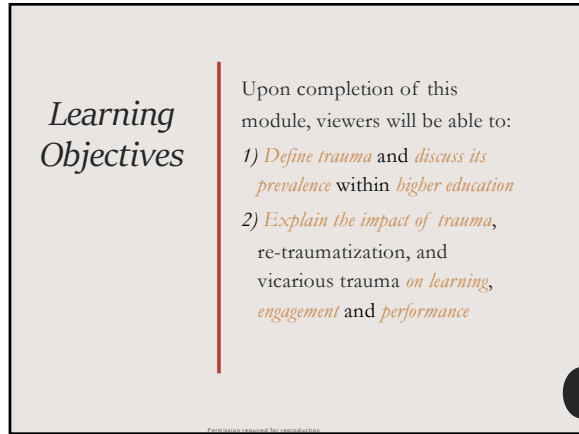 Learning
Objectives
Upon completion of this
module, viewers will be able to:
1) Define trauma and discuss its
prevalence within higher education
2) Explain the impact of trauma,
re-traumatization, and
vicarious trauma on learning,
engagement and performance
Permission required for reproduction